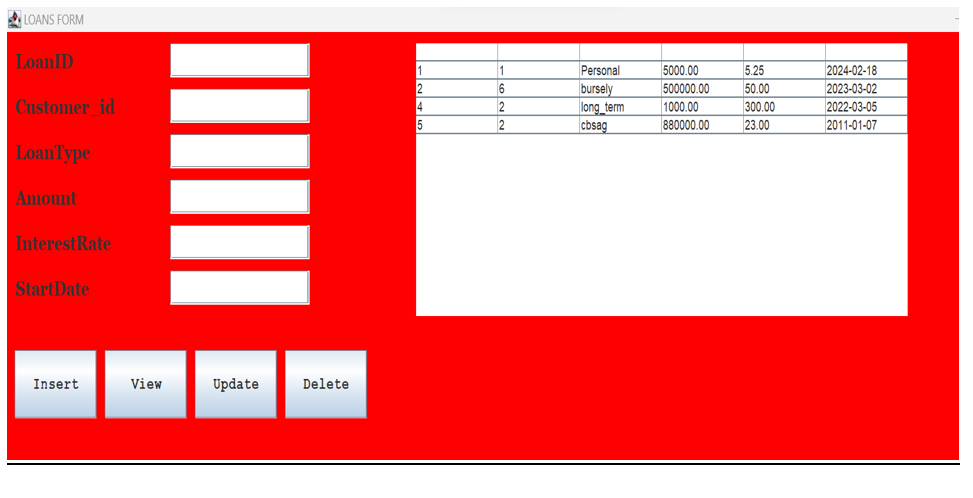 LOANS FORM
LoanID
Customer_id
LoanType
Amount
InterestRate
StartDate
1 1 Personal 5000.00 5.25 2024-02-18
2 6 bursely 500000.00 50.00 2023-03-02
4 2 long_term 1000.00 300.00 2022-03-05
5 2 cbsag 880000.00 23.00 2011-01-07
Insert View Update Delete